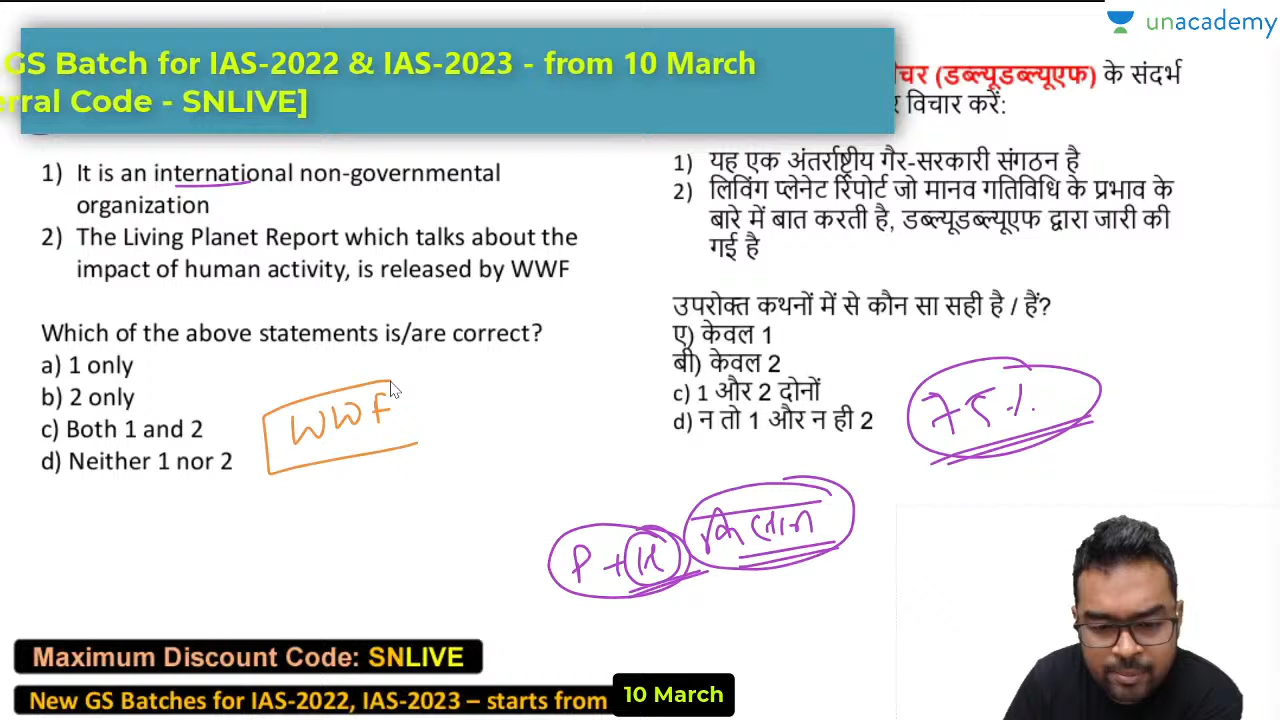 unacademy
GS Batch for IAS-2022 & IAS-2023 - from 10 March
erral Code - SNLIVE]
1) It is an international non-governmental
organization
2) The Living Planet Report which talks about the
impact of human activity, is released by WWF
Which of the above statements is/are correct?
a) 1 only
b) 2 only
c) Both 1 and 2
d) Neither 1 nor 2
WWF
चर (डब्ल्यूडब्ल्यूएफ) के संदर्भ
विचार करें:
1) यह एक अंतर्राष्ट्रीय गैर-सरकारी संगठन है
2) लिविंग प्लेनेट रिपोर्ट जो मानव गतिविधि के प्रभाव के
बारे में बात करती है, डब्ल्यूडब्ल्यूएफ द्वारा जारी की
गई है
उपरोक्त कथनों में से कौन सा सही है / हैं?
ए) केवल 1
बी) केवल 2
c) 1 और 2 दोनों
d) न तो 1 और न ही 2
75%
P +
Maximum Discount Code: SNLIVE
New GS Batches for IAS-2022, IAS-2023 – starts from 10 March